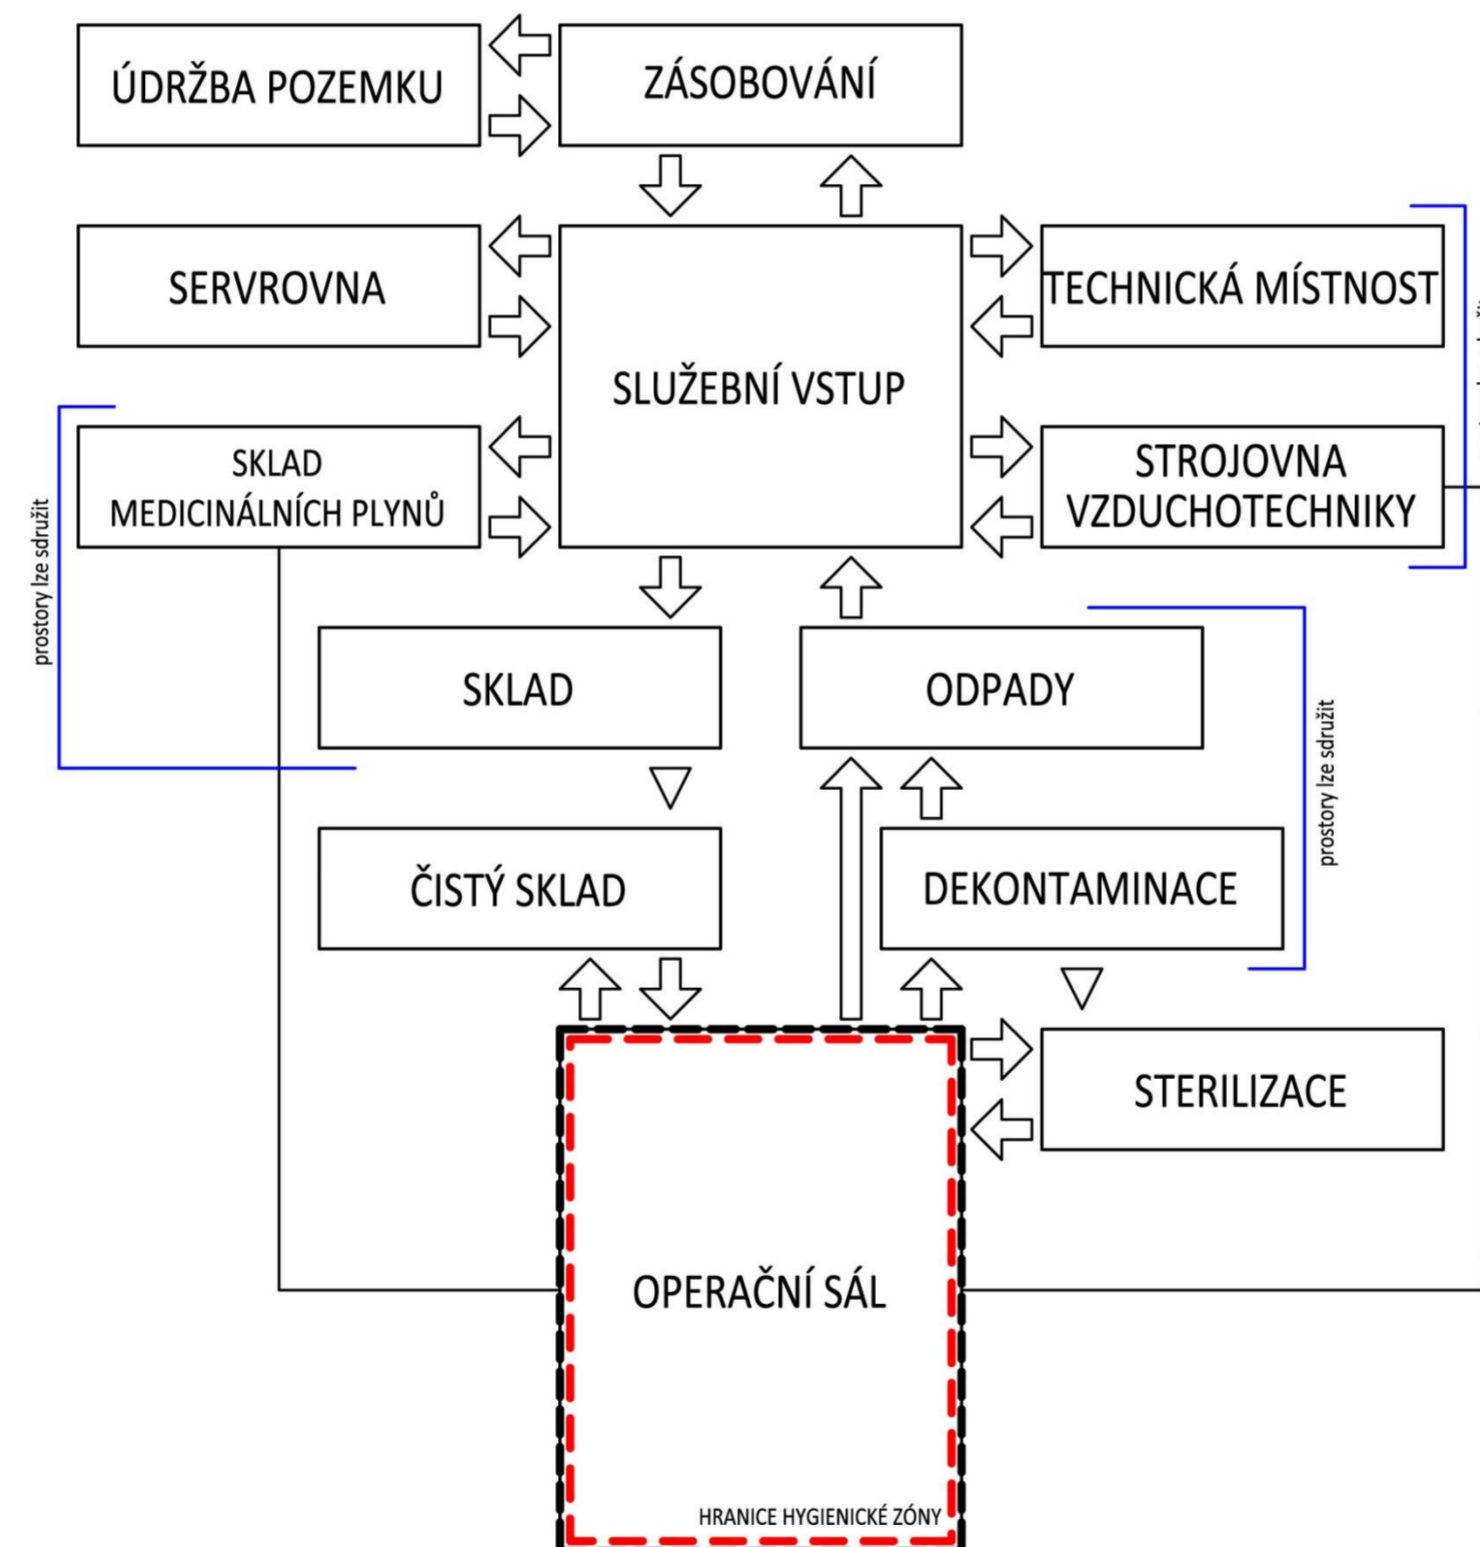 ÚDRŽBA POZEMKU
ZÁSOBOVÁNÍ
SERVROVNA
SLUŽEBNÍ VSTUP
TECHNICKÁ MÍSTNOST
SKLAD
MEDICINÁLNÍCH PLYNŮ
STROJOVNA
VZDUCHOTECHNIKY
prostory lze sdružit
SKLAD
ODPADY
prostory lze sdružit
ČISTÝ SKLAD
DEKONTAMINACE
STERILIZACE
OPERAČNÍ SÁL
HRANICE HYGIENICKÉ ZÓNY